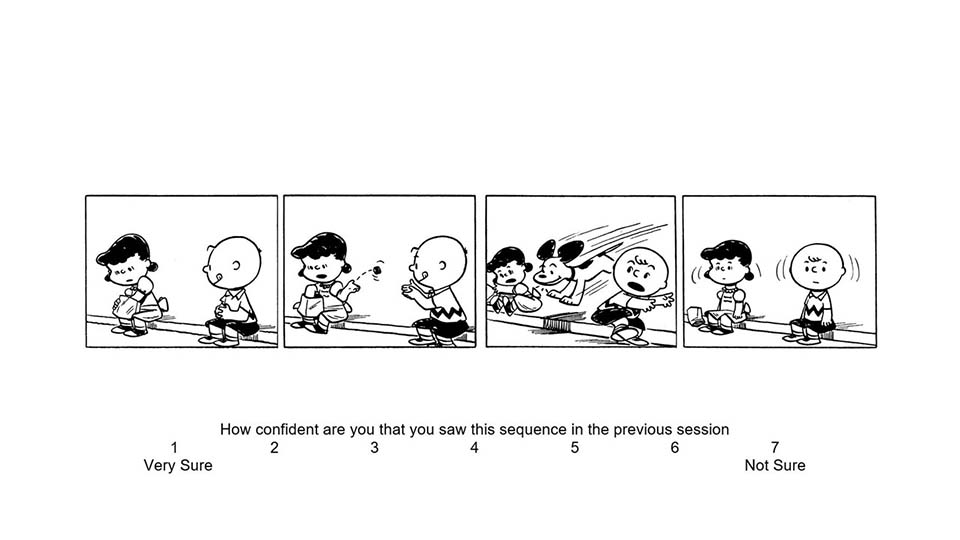 How confident are you that you saw this sequence in the previous session
1 2 3 4 5 6 7
Very Sure Not Sure